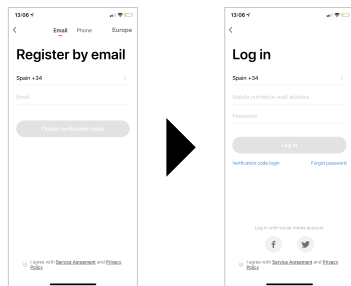 13:06
Email Phone Europe
Register by email
Spain +34
Email
Obtain verification code
I agree with Service Agreement and Privacy
Policy
13:06
Log in
Spain +34
Mobile number/e-mail address
Password
Log in
Verification code login Forget password
Log in with social media account
I agree with Service Agreement and Privacy
Policy